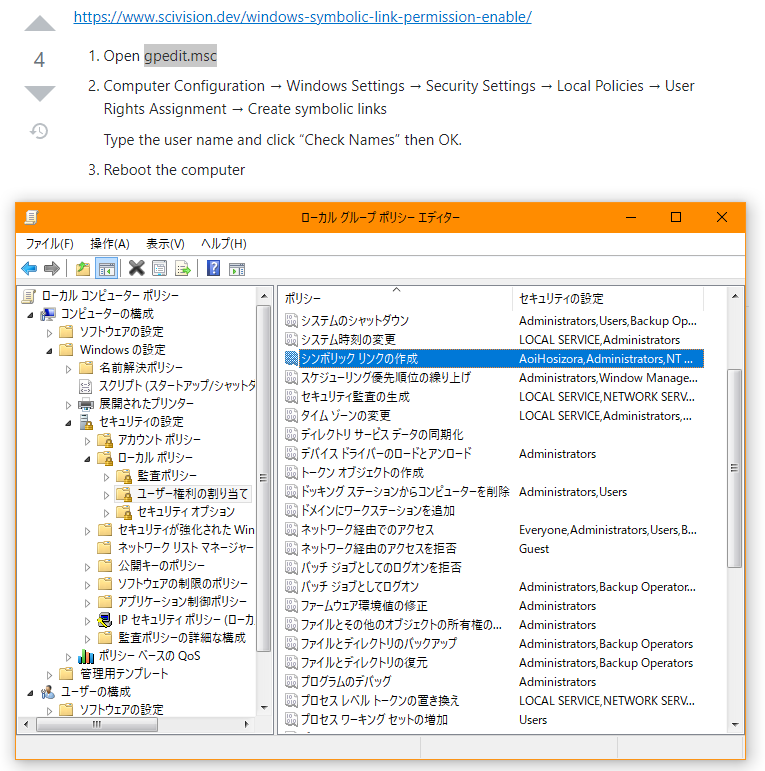 https://www.scivision.dev/windows-symbolic-link-permission-enable/
4
1. Open gpedit.msc
2. Computer Configuration → Windows Settings → Security Settings → Local Policies → User
Rights Assignment → Create symbolic links
Type the user name and click “Check Names” then OK.
3. Reboot the computer
ローカル グループ ポリシー エディター
ファイル(F) 操作(A) 表示(V) ヘルプ(H)
ローカル コンピューター ポリシー
コンピューターの構成
ソフトウェアの設定
Windows の設定
名前解決ポリシー
スクリプト (スタートアップ/シャットダ
展開されたプリンター
セキュリティの設定
アカウント ポリシー
ローカル ポリシー
監査ポリシー
ユーザー権利の割り当て
セキュリティ オプション
セキュリティが強化された Win
ネットワーク リスト マネージャー
公開キーのポリシー
ソフトウェアの制限のポリシー
アプリケーション制御ポリシー
IP セキュリティ ポリシー (ローカ
監査ポリシーの詳細な構成
ポリシー ベースの QoS
管理用テンプレート
ユーザーの構成
ソフトウェアの設定
ポリシー セキュリティの設定
システムのシャットダウン Administrators,Users,Backup Op...
システム時刻の変更 LOCAL SERVICE,Administrators
シンボリック リンクの作成 AoiHosizora,Administrators,NT ...
スケジューリング優先順位の繰り上げ Administrators,Window Manage...
セキュリティ監査の生成 LOCAL SERVICE,NETWORK SERV...
タイム ゾーンの変更 LOCAL SERVICE,Administrators,...
ディレクトリ サービス データの同期化
デバイス ドライバーのロードとアンロード Administrators
トークン オブジェクトの作成
ドッキング ステーションからコンピューターを削除 Administrators,Users
ドメインにワークステーションを追加
ネットワーク経由でのアクセス Everyone,Administrators,Users,B...
ネットワーク経由のアクセスを拒否 Guest
バッチ ジョブとしてのログオンを拒否
バッチ ジョブとしてログオン Administrators,Backup Operator...
ファームウェア環境値の修正 Administrators
ファイルとその他のオブジェクトの所有権の... Administrators
ファイルとディレクトリのバックアップ Administrators,Backup Operators
ファイルとディレクトリの復元 Administrators,Backup Operators
プログラムのデバッグ Administrators
プロセス レベル トークンの置き換え LOCAL SERVICE,NETWORK SERV...
プロセス ワーキング セットの増加 Users